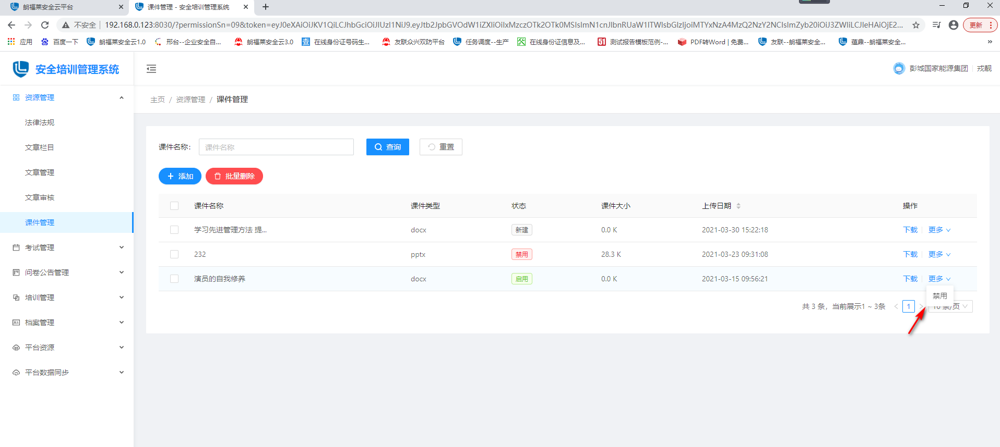 朗福莱安全云平台
课件管理 - 安全培训管理系统
不安全
192.168.0.123:8030/?permissionSn=09&token=eyJ0eXAiOiJKV1QiLCJhbGciOiJIUzI1NiJ9.eyJtb2JpbGVOdW1iZXIiOiIxMzczOTk2OTk0MSIsImN1cnJlbnRUaW1lTWlsbGlzIjoiMTYxNzA4MzQ2NzY2NCIsImZyb20iOiJ3ZWIiLCJleHAiOjE2...
更新
应用
百度一下
朗福莱安全云1.0
邢台--企业安全自...
朗福莱安全云3.0
查
在线身份证号码生...
友联众兴双防平台
任务调度--生产
在线身份证信息及...
51
测试报告模板范例-...
PDF转Word | 免费...
友联--朗福莱安全...
蕴鼎--朗福莱安全...
»
安全培训管理系统
彭城国家能源集团
戎靓
资源管理
法律法规
文章栏目
文章管理
文章审核
课件管理
考试管理
问卷公告管理
培训管理
档案管理
平台资源
平台数据同步
主页 / 资源管理 / 课件管理
课件名称: 课件名称 查询 重置
添加 批量删除
课件名称 课件类型 状态 课件大小 上传日期 操作
学习先进管理方法 提... docx 新建 0.0 K 2021-03-30 15:22:18 下载 更多
232 pptx 禁用 28.3 K 2021-03-23 09:31:08 下载 更多
演员的自我修养 docx 启用 0.0 K 2021-03-15 09:56:21 下载 更多
禁用
共 3 条, 当前展示1 ~ 3条 < 1 > 10 条/页